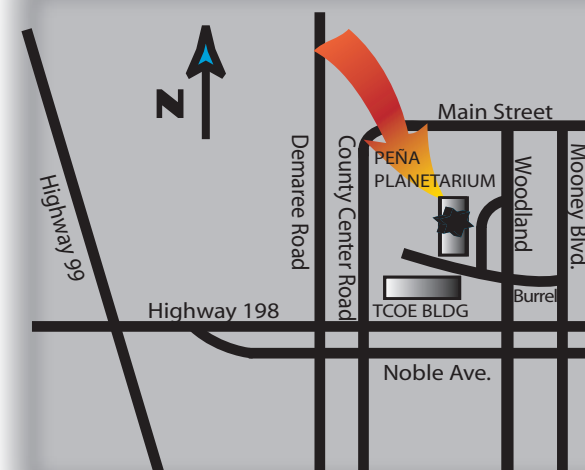 N
Main Street
Demaree Road
County Center Road
PEÑA
PLANETARIUM
Woodland
Mooney Blvd.
Highway 99
Burrel
Highway 198
TCOE BLDG
Noble Ave.